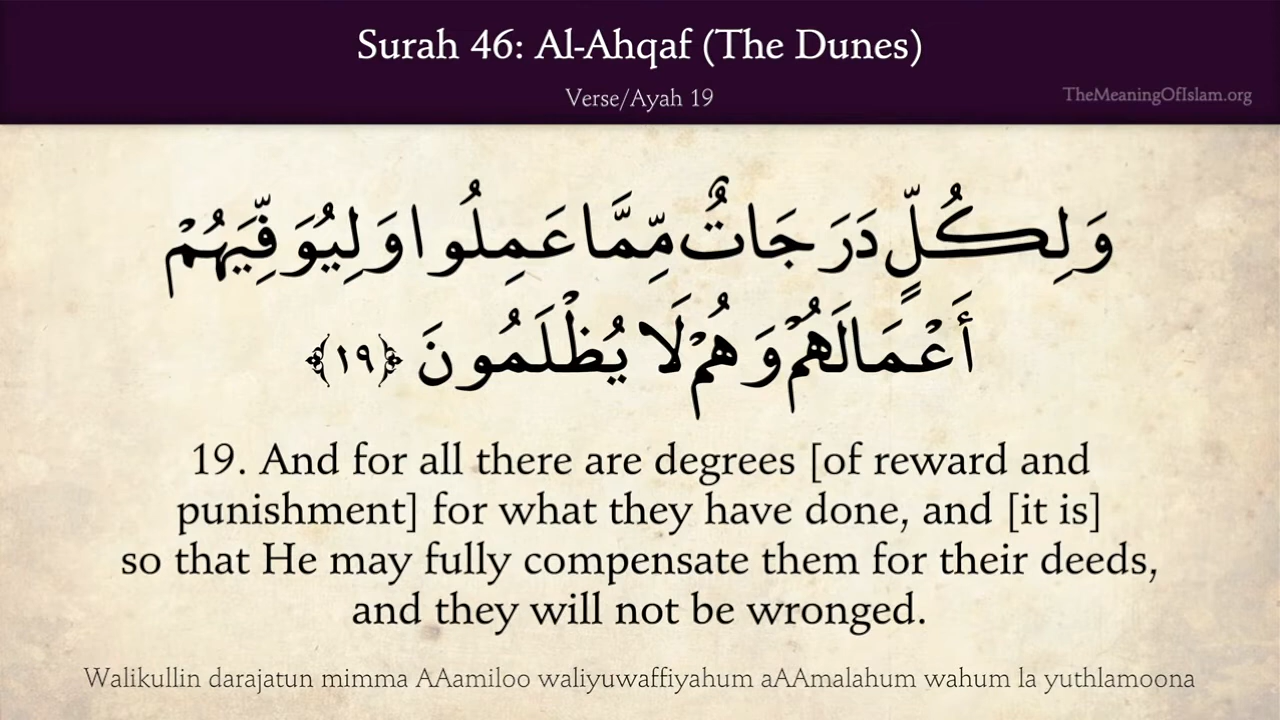 Surah 46: Al-Ahqaf (The Dunes)
Verse/Ayah 19
TheMeaningOfIslam.org
وَلِكُلٍّ دَرَجَاتٌ مِّمَّا عَمِلُوا وَلِيُوَفِّيَهُمْ
أَعْمَالَهُمْ وَهُمْ لَا يُظْلَمُونَ ﴿١٩﴾
19. And for all there are degrees [of reward and
punishment] for what they have done, and [it is]
so that He may fully compensate them for their deeds,
and they will not be wronged.
Walikullin darajatun mimma AAamiloo waliyuwaffiyahum aAAmalahum wahum la yuthlamoona